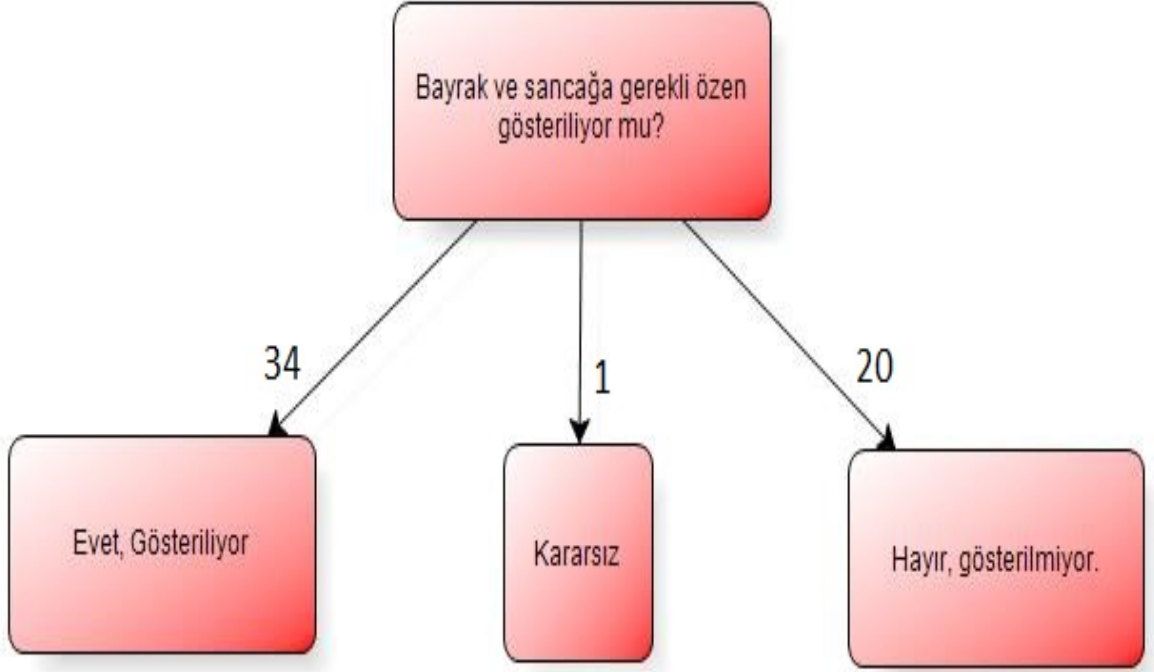 Bayrak ve sancağa gerekli özen
gösteriliyor mu?
34
1
20
Evet, Gösteriliyor
Kararsız
Hayır, gösterilmiyor.